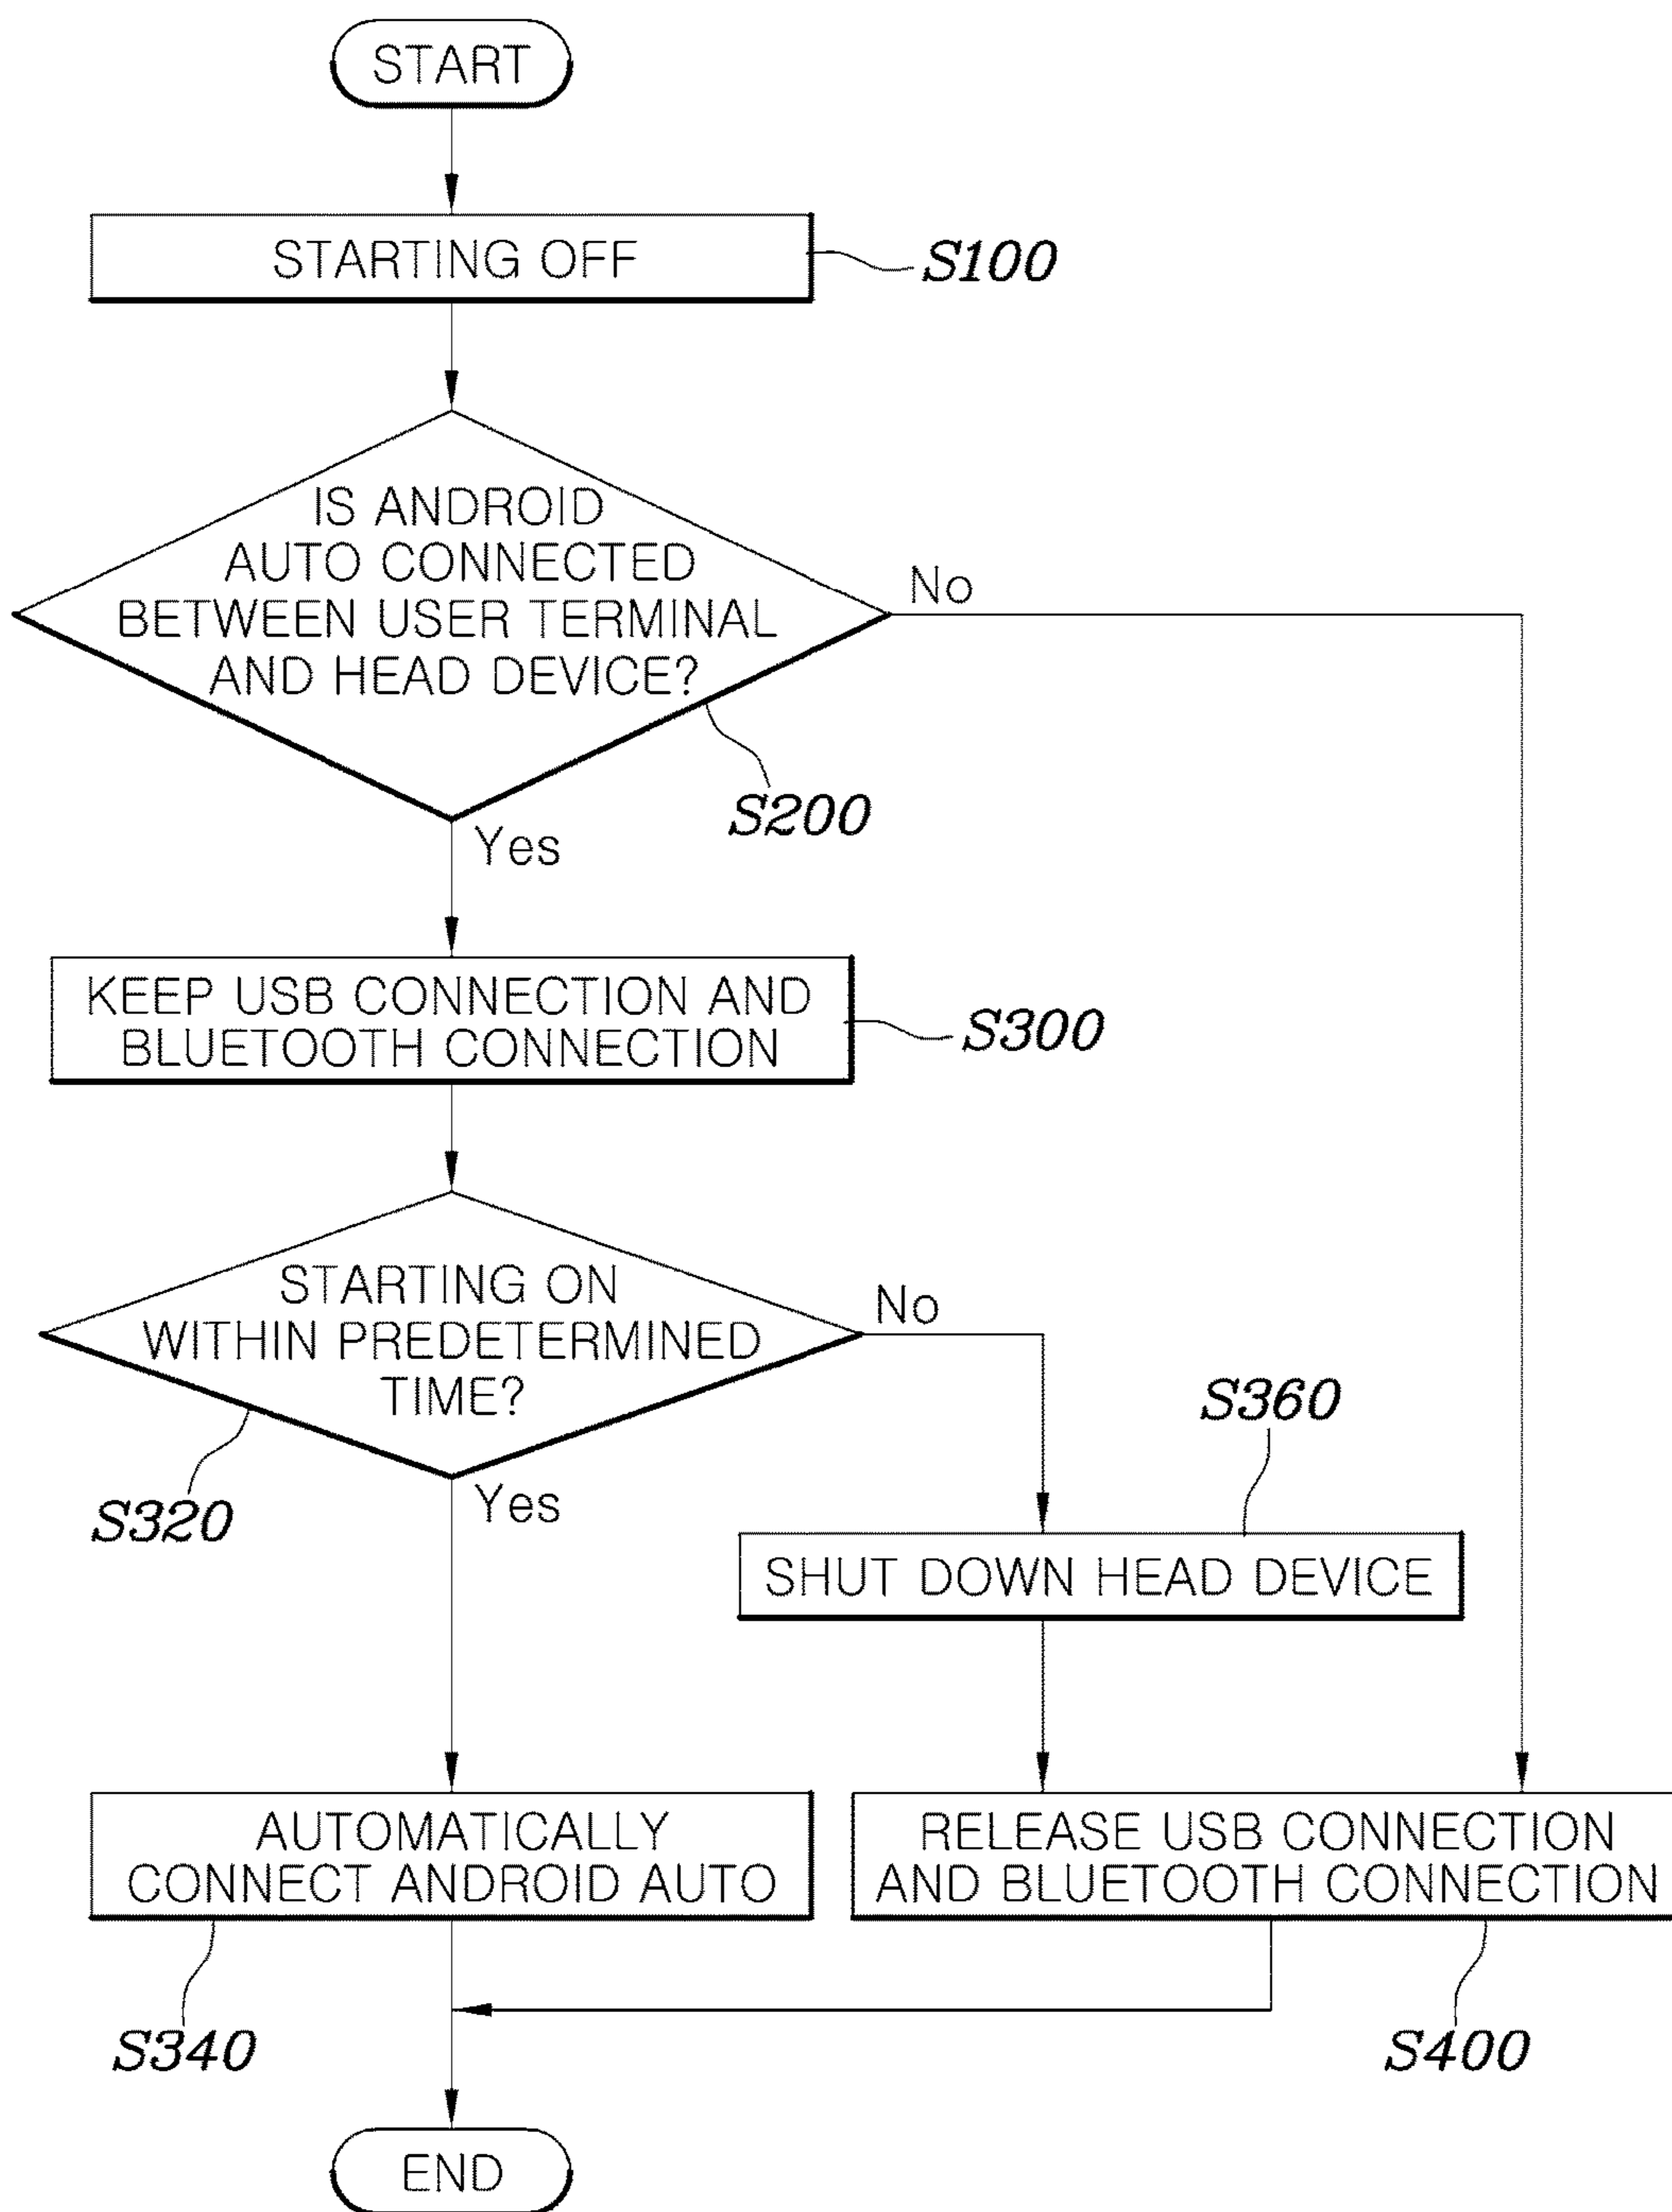 START
STARTING OFF
S100
IS ANDROID
AUTO CONNECTED
BETWEEN USER TERMINAL
AND HEAD DEVICE?
No
S200
Yes
KEEP USB CONNECTION AND
BLUETOOTH CONNECTION
S300
STARTING ON
WITHIN PREDETERMINED
TIME?
No
S320
Yes
S360
SHUT DOWN HEAD DEVICE
AUTOMATICALLY
CONNECT ANDROID AUTO
RELEASE USB CONNECTION
AND BLUETOOTH CONNECTION
S340
S400
END